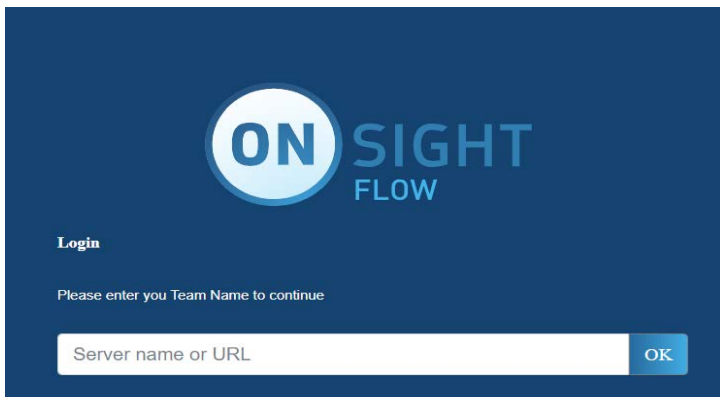 ON SIGHT
FLOW
Login
Please enter you Team Name to continue
Server name or URL
OK